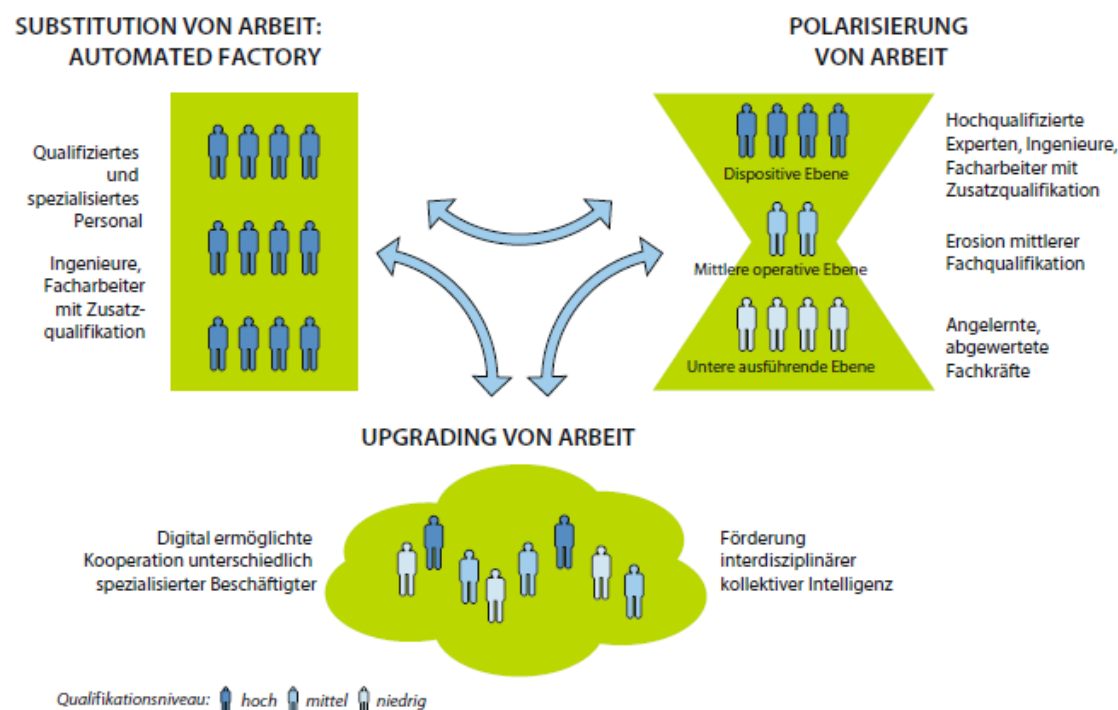 SUBSTITUTION VON ARBEIT:
AUTOMATED FACTORY
Qualifiziertes
und
spezialisiertes
Personal
Ingenieure,
Facharbeiter
mit Zusatz-
qualifikation
POLARISIERUNG
VON ARBEIT
Dispositive Ebene
Mittlere operative Ebene
Untere ausführende Ebene
Hochqualifizierte
Experten, Ingenieure,
Facharbeiter mit
Zusatzqualifikation
Erosion mittlerer
Fachqualifikation
Angelernte,
abgewertete
Fachkräfte
UPGRADING VON ARBEIT
Digital ermöglichte
Kooperation unterschiedlich
spezialisierter Beschäftigter
Förderung
interdisziplinärer
kollektiver Intelligenz
Qualifikationsniveau: hoch mittel niedrig